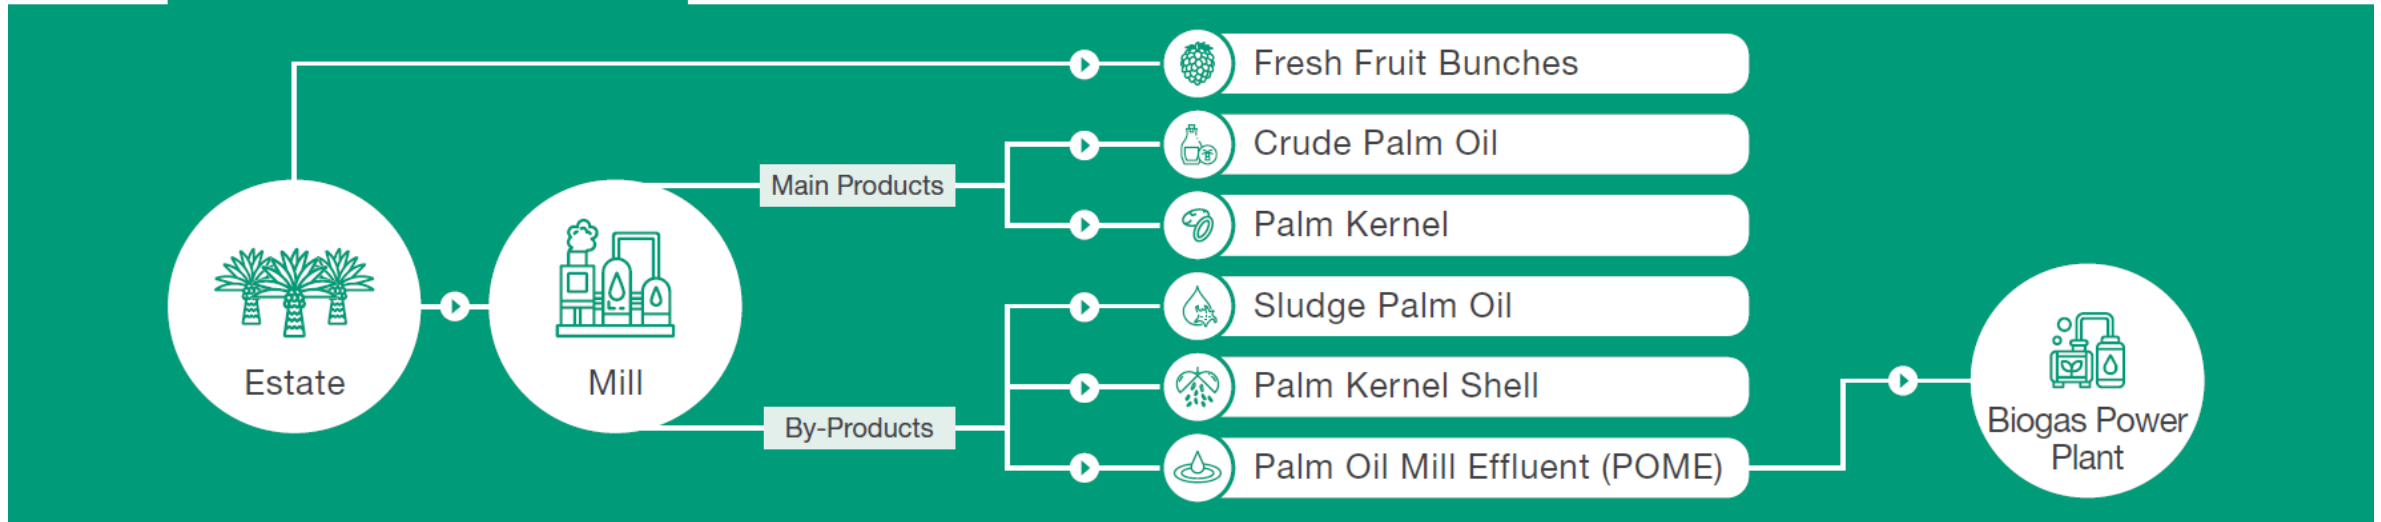 Fresh Fruit Bunches
Crude Palm Oil
Main Products
Palm Kernel
Sludge Palm Oil
Estate
Mill
Palm Kernel Shell
By-Products
Palm Oil Mill Effluent (POME)
Biogas Power
Plant